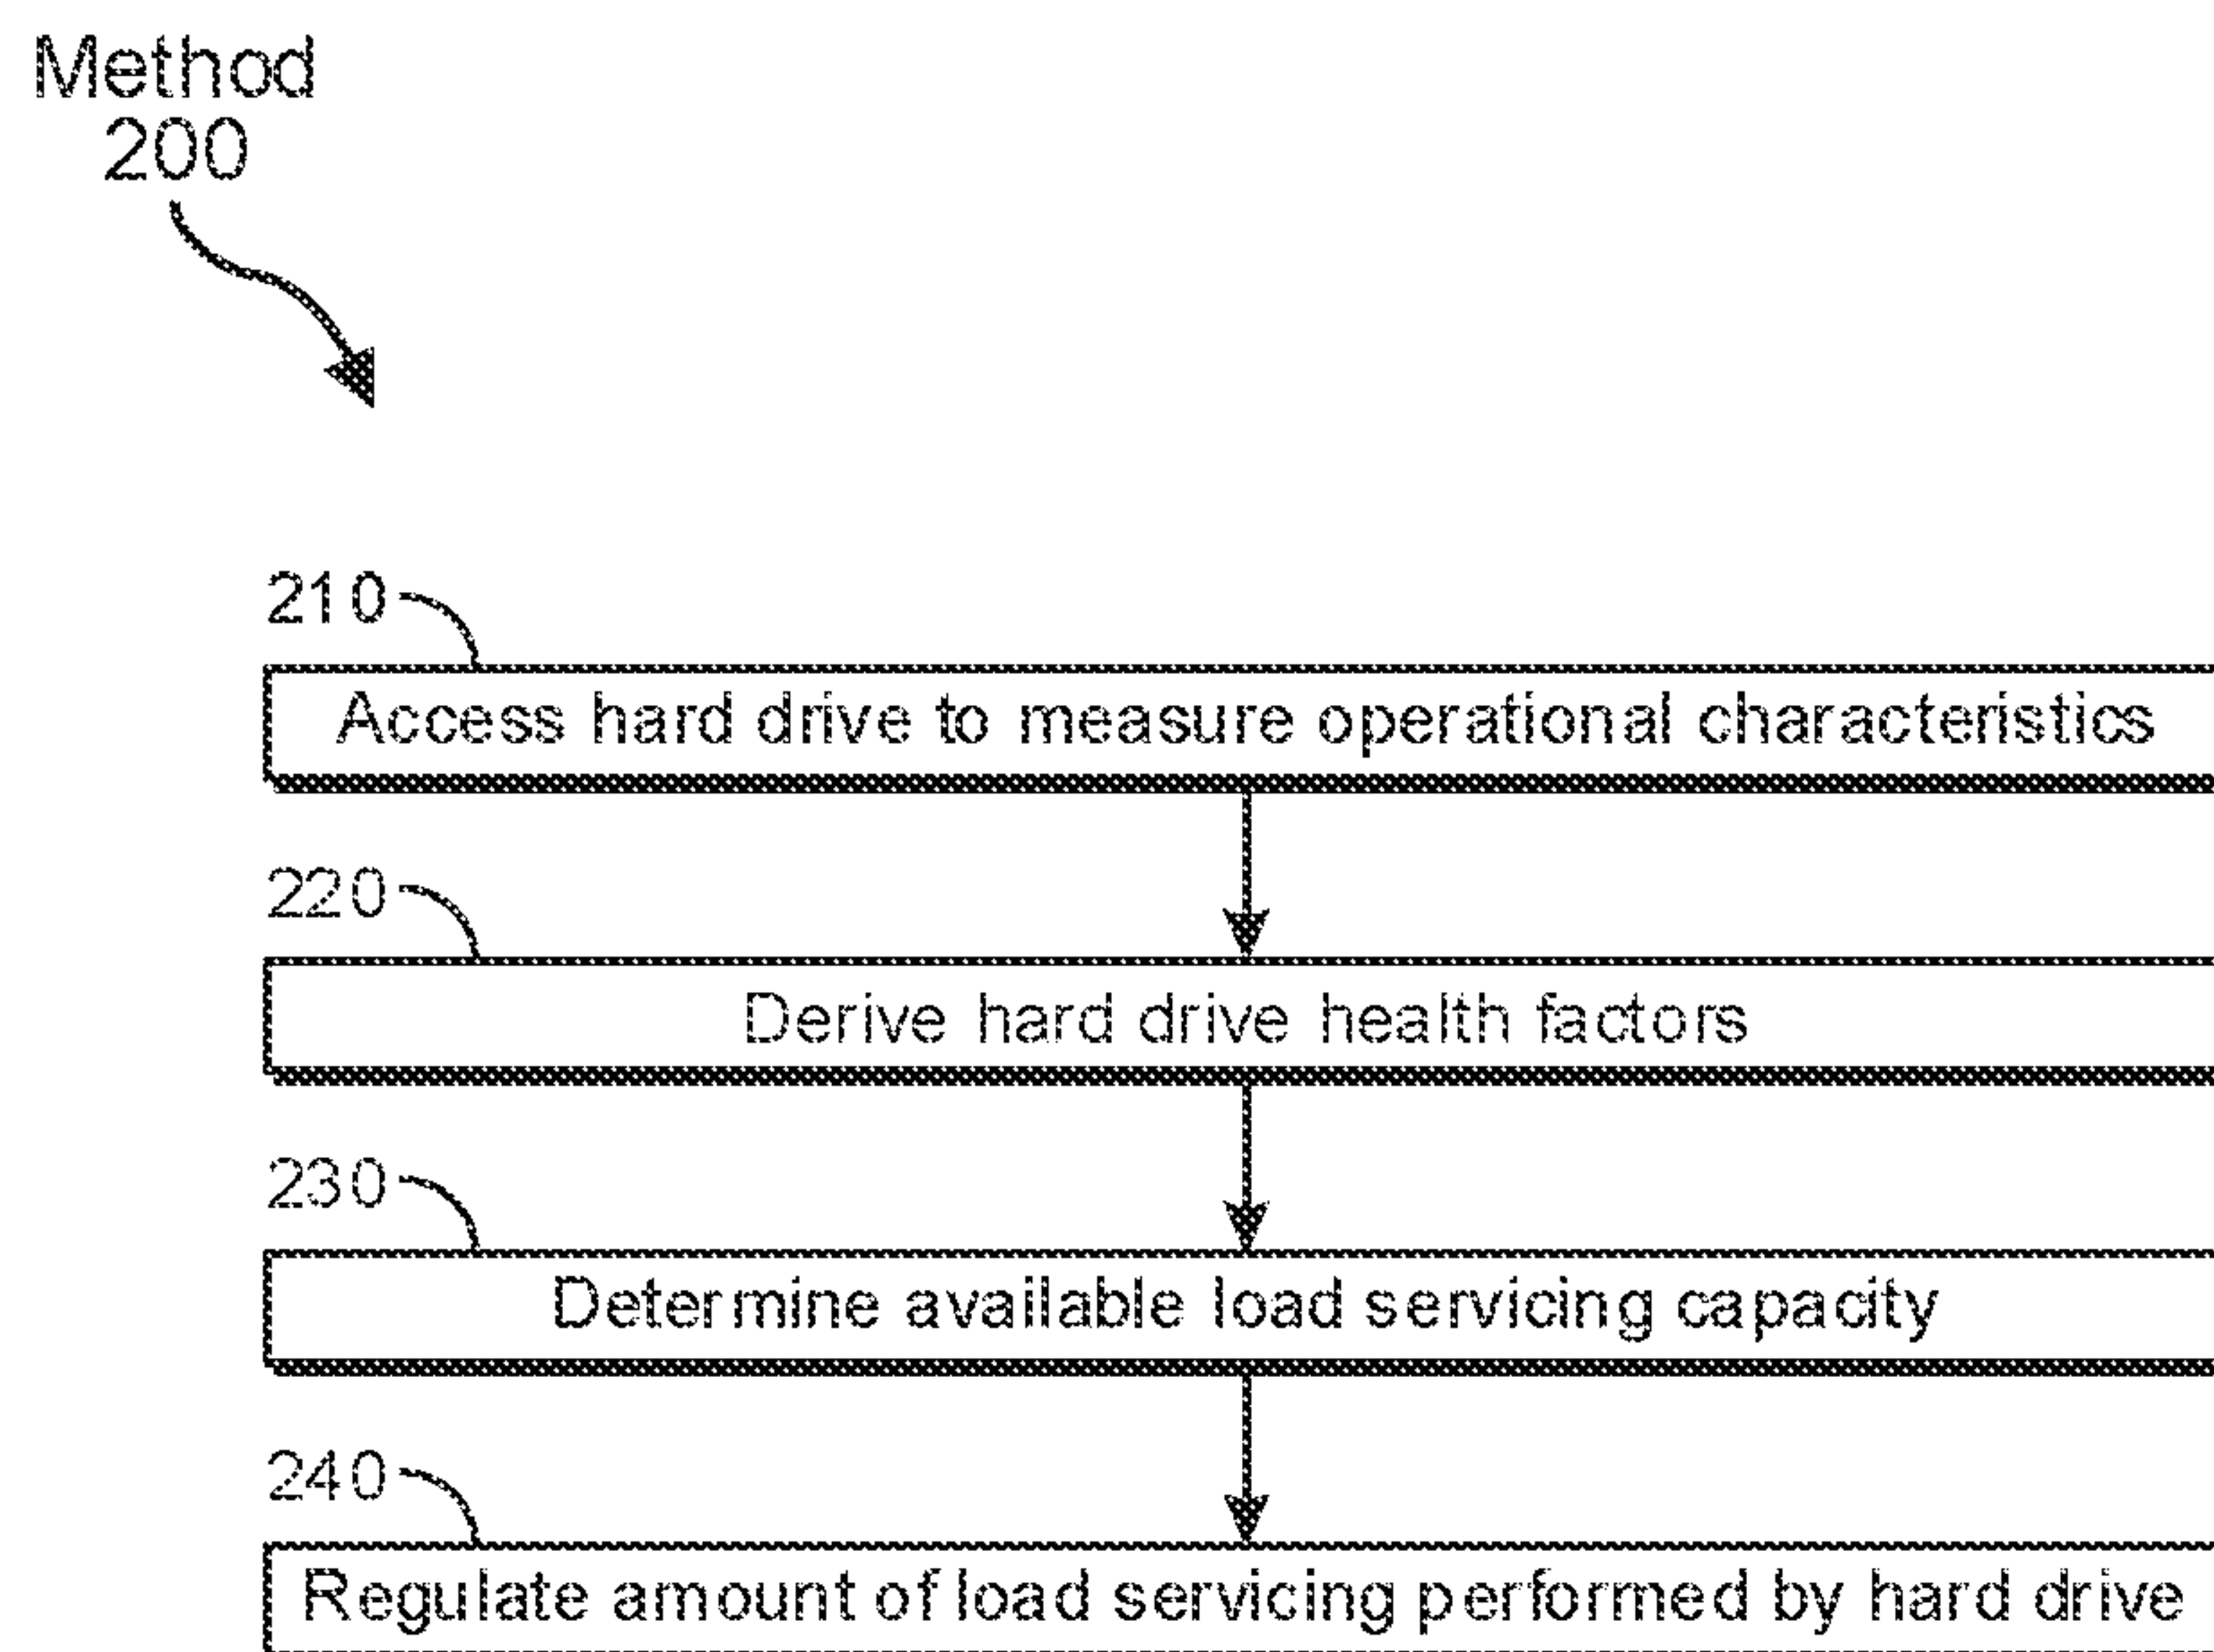 Method
200
210
Access hard drive to measure operational characteristics
220
Derive hard drive health factors
230
Determine available load servicing capacity
240
Regulate amount of load servicing performed by hard drive